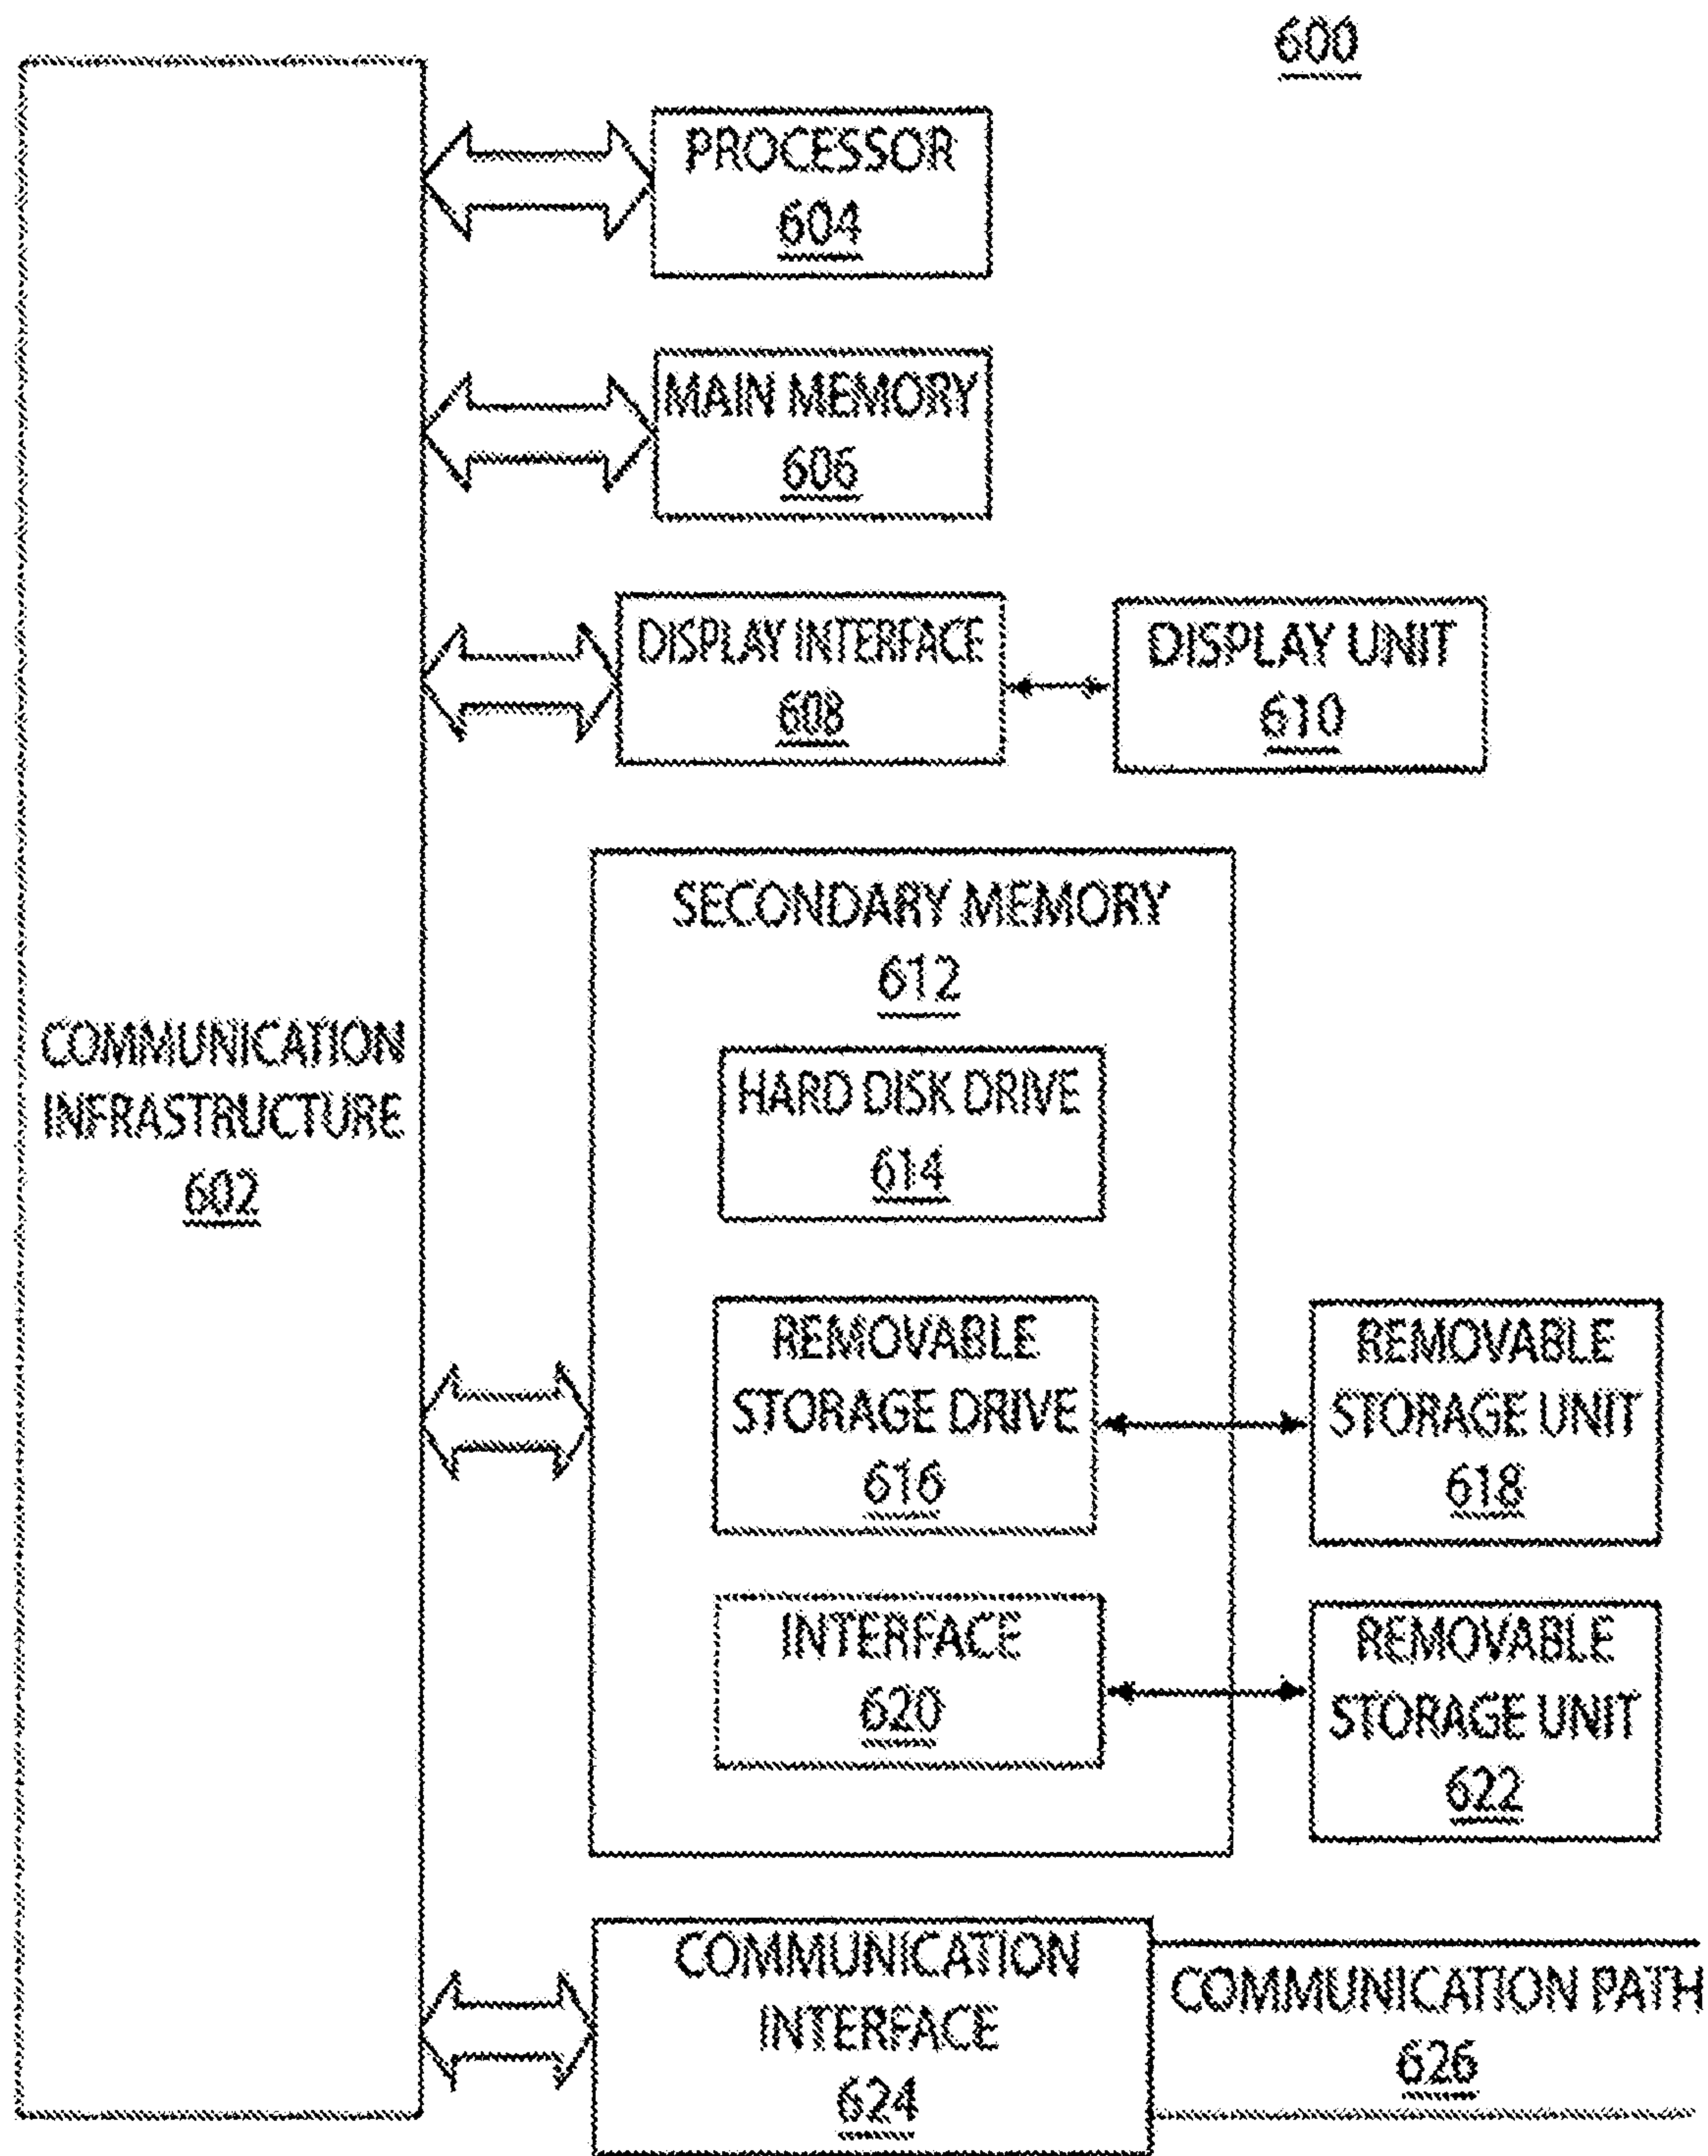 600
PROCESSOR
604
MAIN MEMORY
606
DISPLAY INTERFACE
608
DISPLAY UNIT
610
SECONDARY MEMORY
612
HARD DISK DRIVE
614
COMMUNICATION
INFRASTRUCTURE
602
REMOVABLE
STORAGE DRIVE
616
REMOVABLE
STORAGE UNIT
618
INTERFACE
620
REMOVABLE
STORAGE UNIT
622
COMMUNICATION
INTERFACE
624
COMMUNICATION PATH
626